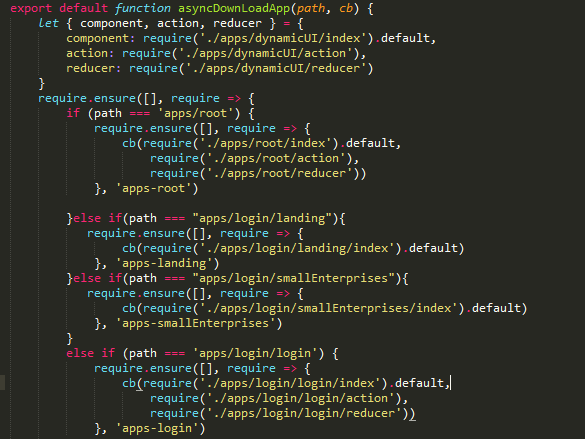 export default function asyncDownLoadApp(path, cb) {
    let { component, action, reducer } = {
        component: require('./apps/dynamicUI/index').default,
        action: require('./apps/dynamicUI/action'),
        reducer: require('./apps/dynamicUI/reducer')
    }
    require.ensure([], require => {
        if (path === 'apps/root') {
            require.ensure([], require => {
                cb(require('./apps/root/index').default,
                    require('./apps/root/action'),
                    require('./apps/root/reducer'))
            }, 'apps-root')

        }else if(path === "apps/login/landing"){
           require.ensure([], require => {
                cb(require('./apps/login/landing/index').default)
            }, 'apps-landing')
        }else if(path === "apps/login/smallEnterprises"){
           require.ensure([], require => {
                cb(require('./apps/login/smallEnterprises/index').default)
            }, 'apps-smallEnterprises')
        }
        else if (path === 'apps/login/login') {
            require.ensure([], require => {
                cb(require('./apps/login/login/index').default,
                    require('./apps/login/login/action'),
                    require('./apps/login/login/reducer'))
            }, 'apps-login')